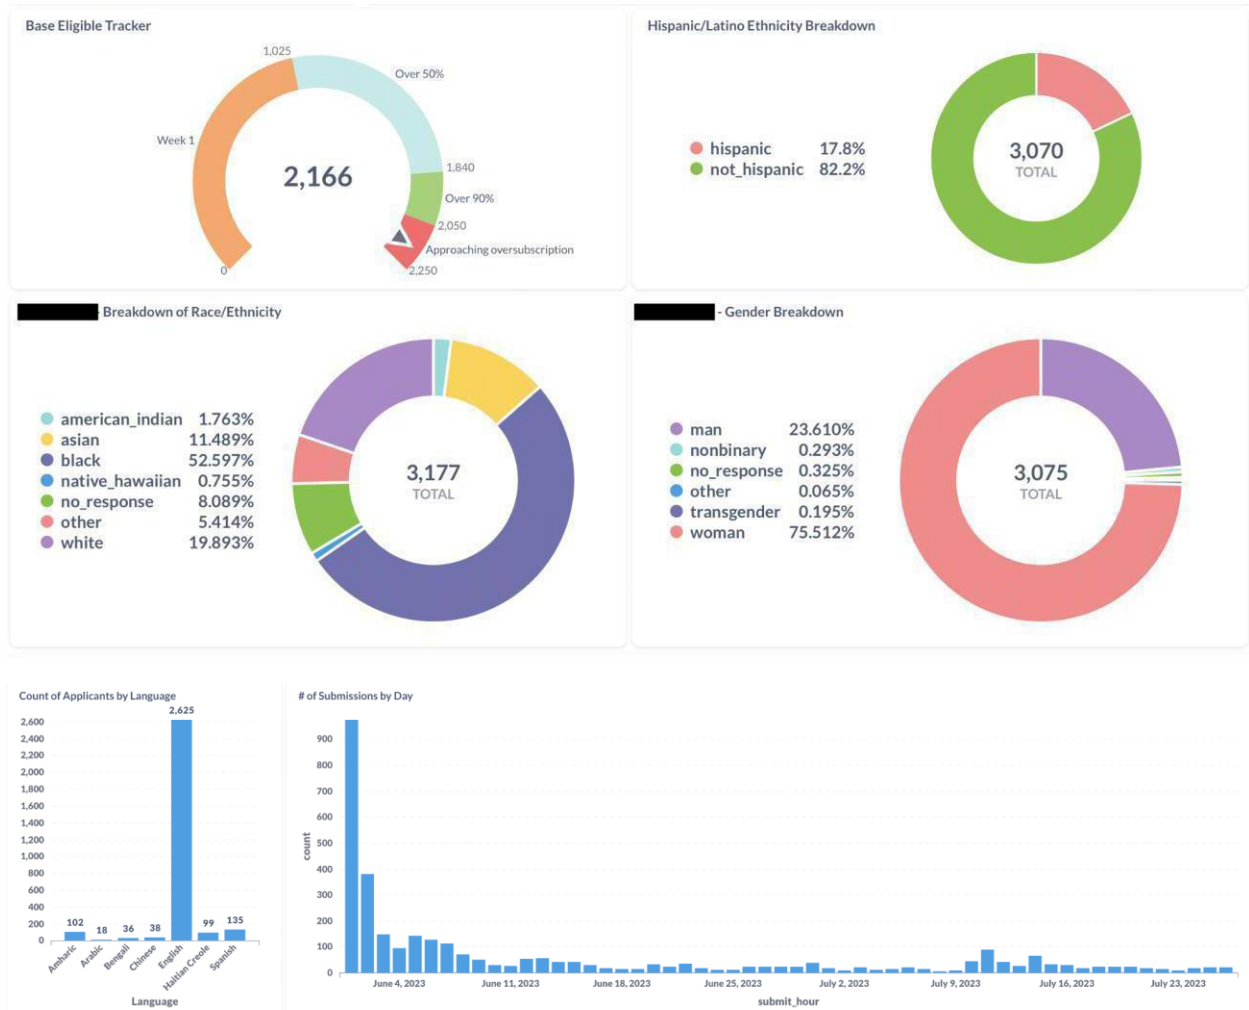 Base Eligible Tracker
1,025
Over 50%
Week 1
2,166
1,840
Over 90%
2,050
Approaching oversubscription
0
2,250
Hispanic/Latino Ethnicity Breakdown
hispanic 17.8%
not_hispanic 82.2%
3,070
TOTAL
- Breakdown of Race/Ethnicity
american_indian 1.763%
asian 11.489%
black 52.597%
native_hawaiian 0.755%
no_response 8.089%
other 5.414%
white 19.893%
3,177
TOTAL
- Gender Breakdown
man 23.610%
nonbinary 0.293%
no_response 0.325%
other 0.065%
transgender 0.195%
woman 75.512%
3,075
TOTAL
Count of Applicants by Language
2,625
2,600
2,400
2,200
2,000
1,800
1,600
1,400
1,200
1,000
800
600
400
200
0
102 18 36 38 99 135
Amharic Arabic Bengali Chinese English Haitian Creole Spanish
Language
# of Submissions by Day
900
800
700
600
500
400
300
200
100
0
count
June 4, 2023 June 11, 2023 June 18, 2023 June 25, 2023 July 2, 2023 July 9, 2023 July 16, 2023 July 23, 2023
submit_hour